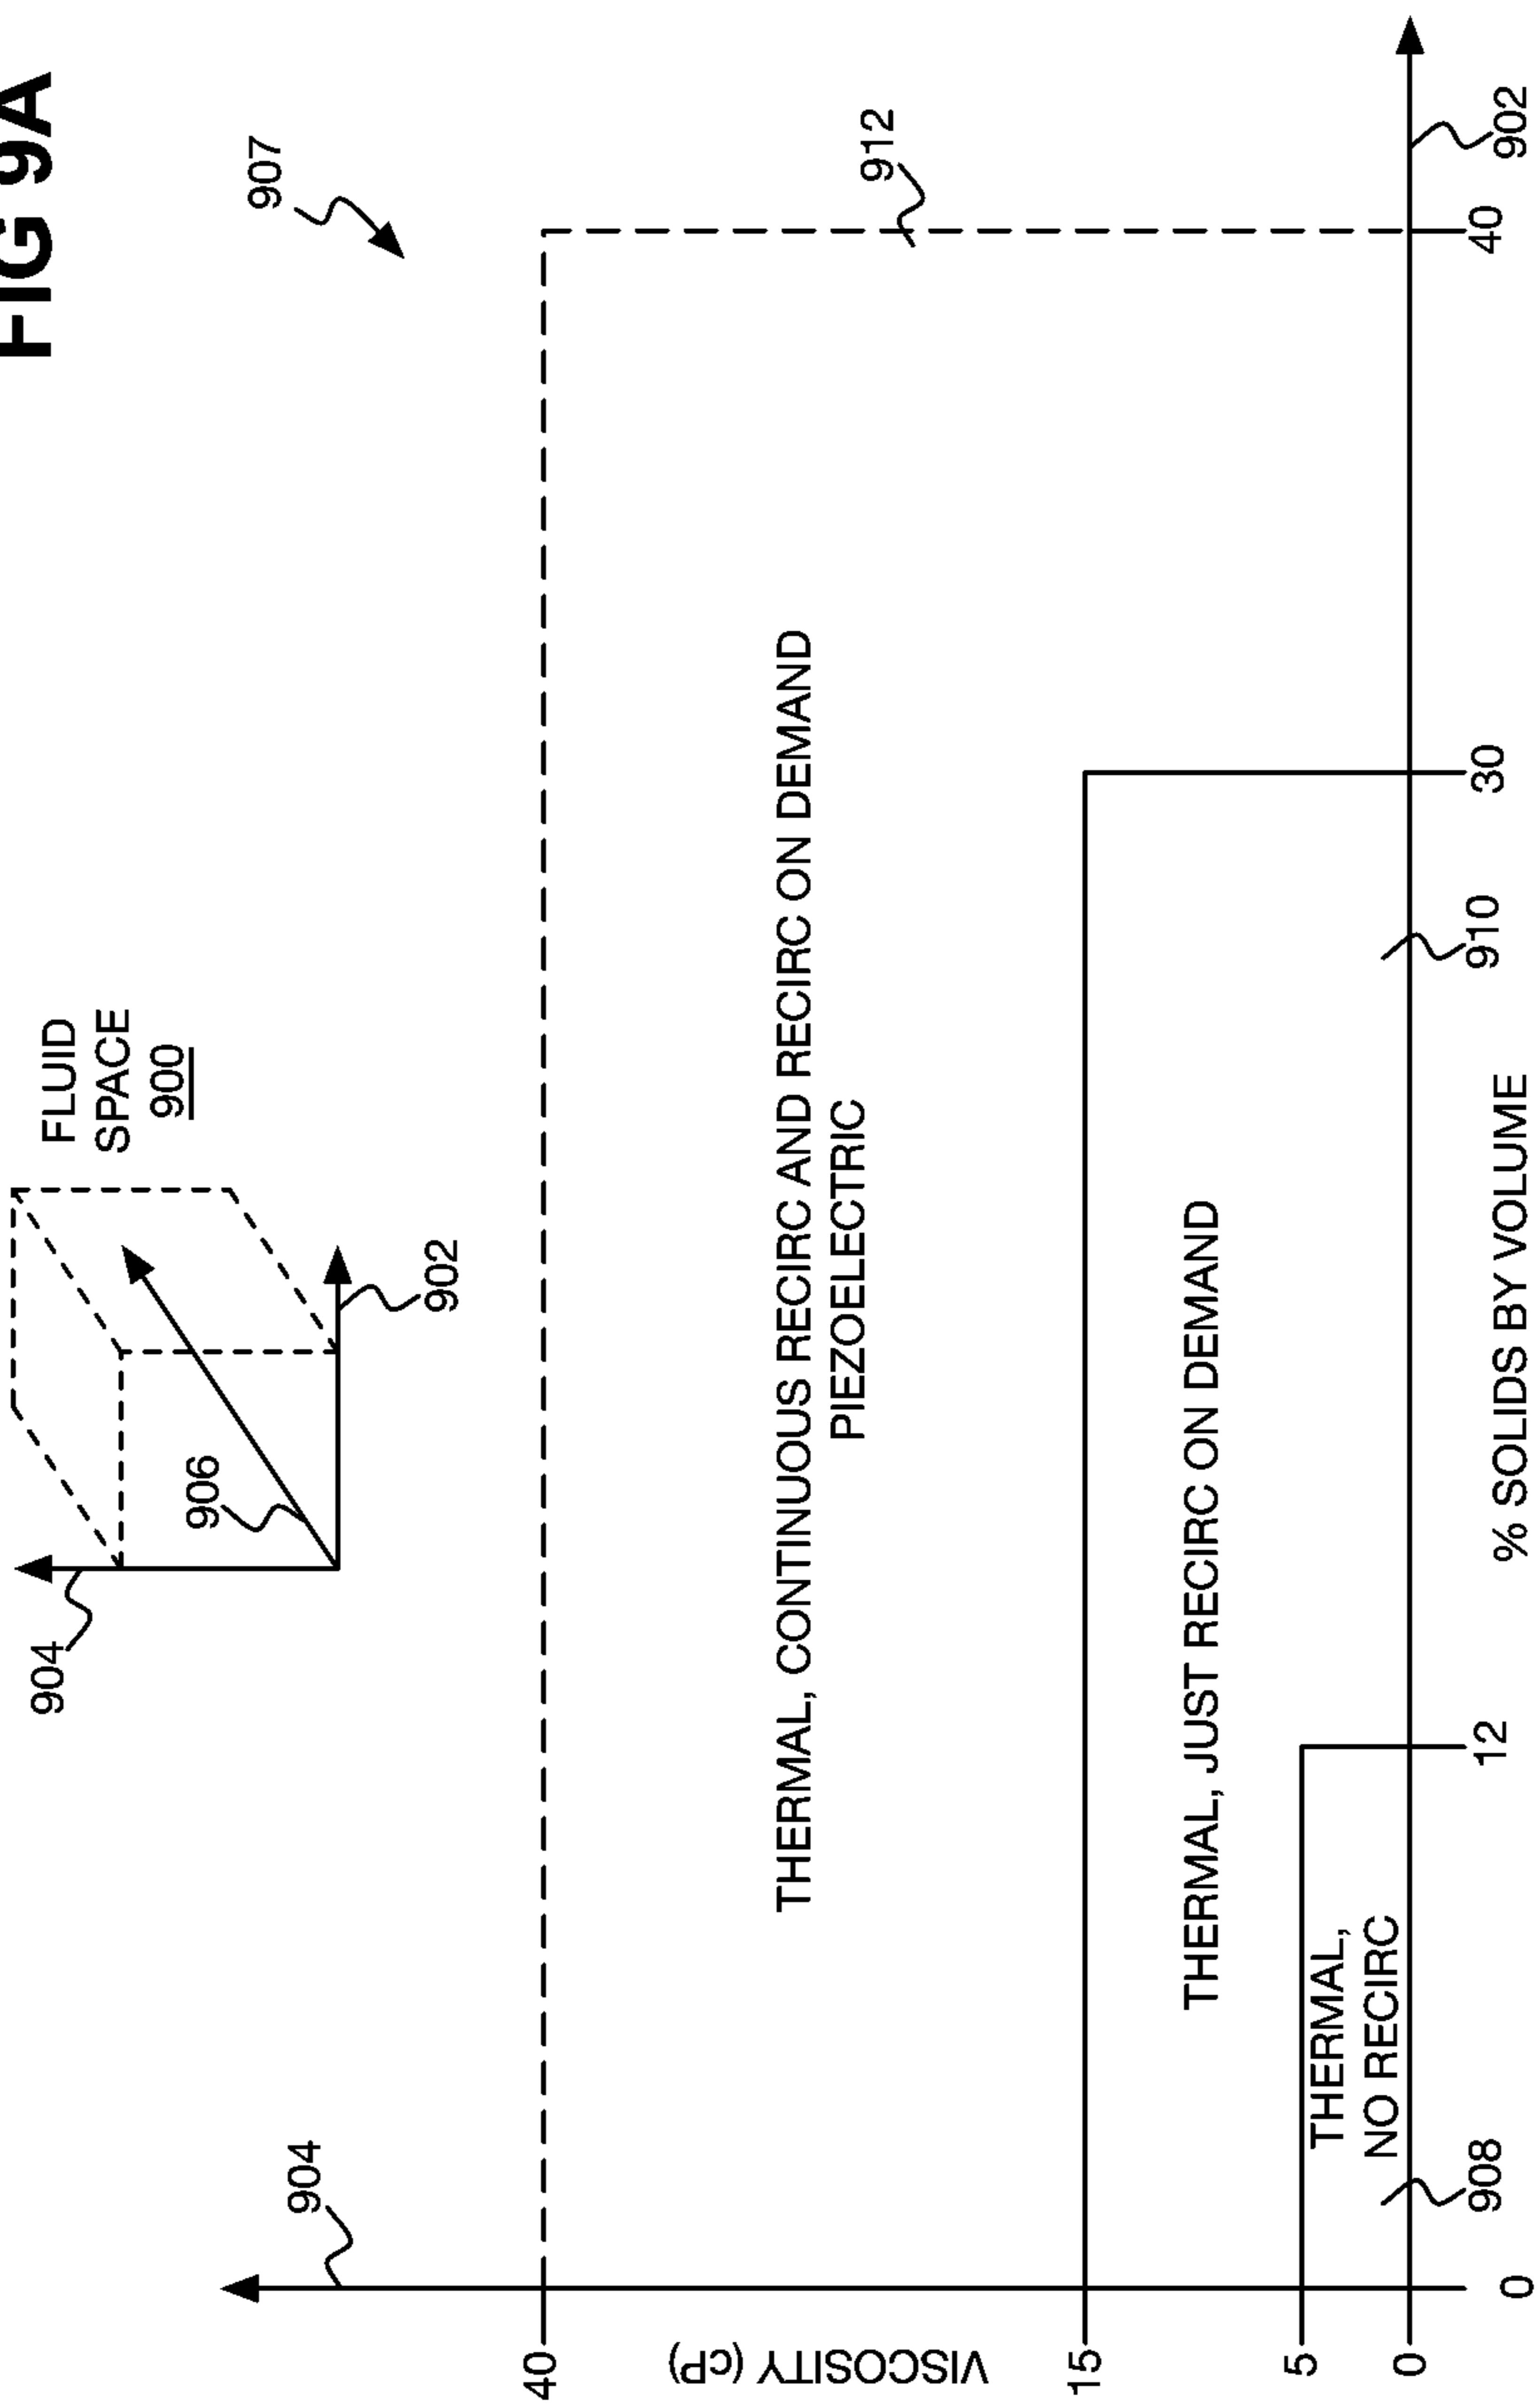 FIG 9A
FLUID
SPACE
900
904
906
902
907
904
40
912
VISCOSITY (cP)
THERMAL, CONTINUOUS RECIRC AND RECIRC ON DEMAND
PIEZOELECTRIC
15
THERMAL, JUST RECIRC ON DEMAND
5
THERMAL,
NO RECIRC
0
0
908
12
910
30
40
902
% SOLIDS BY VOLUME